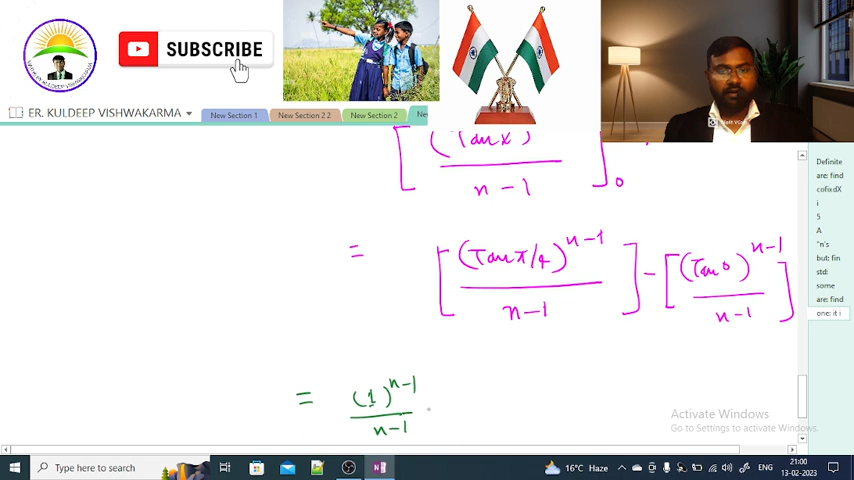 SUBSCRIBE
ER. KULDEEP VISHWAKARMA
New Section 1
New Section 2 2
New Section 2
Ne
Definite
are: find
cofixdX
i
5
A
"n's
but; fin
std:
some
are: find
one: it i
[ (Tanx)
n-1 ]₀
= [ (Tan π/4)^{n-1} / n-1 ] - [ (Tan 0)^{n-1} / n-1 ]
= (1)^{n-1} / n-1
Activate Windows
Go to Settings to activate Windows.
Type here to search
16°C Haze
ENG
21:00
13-02-2023